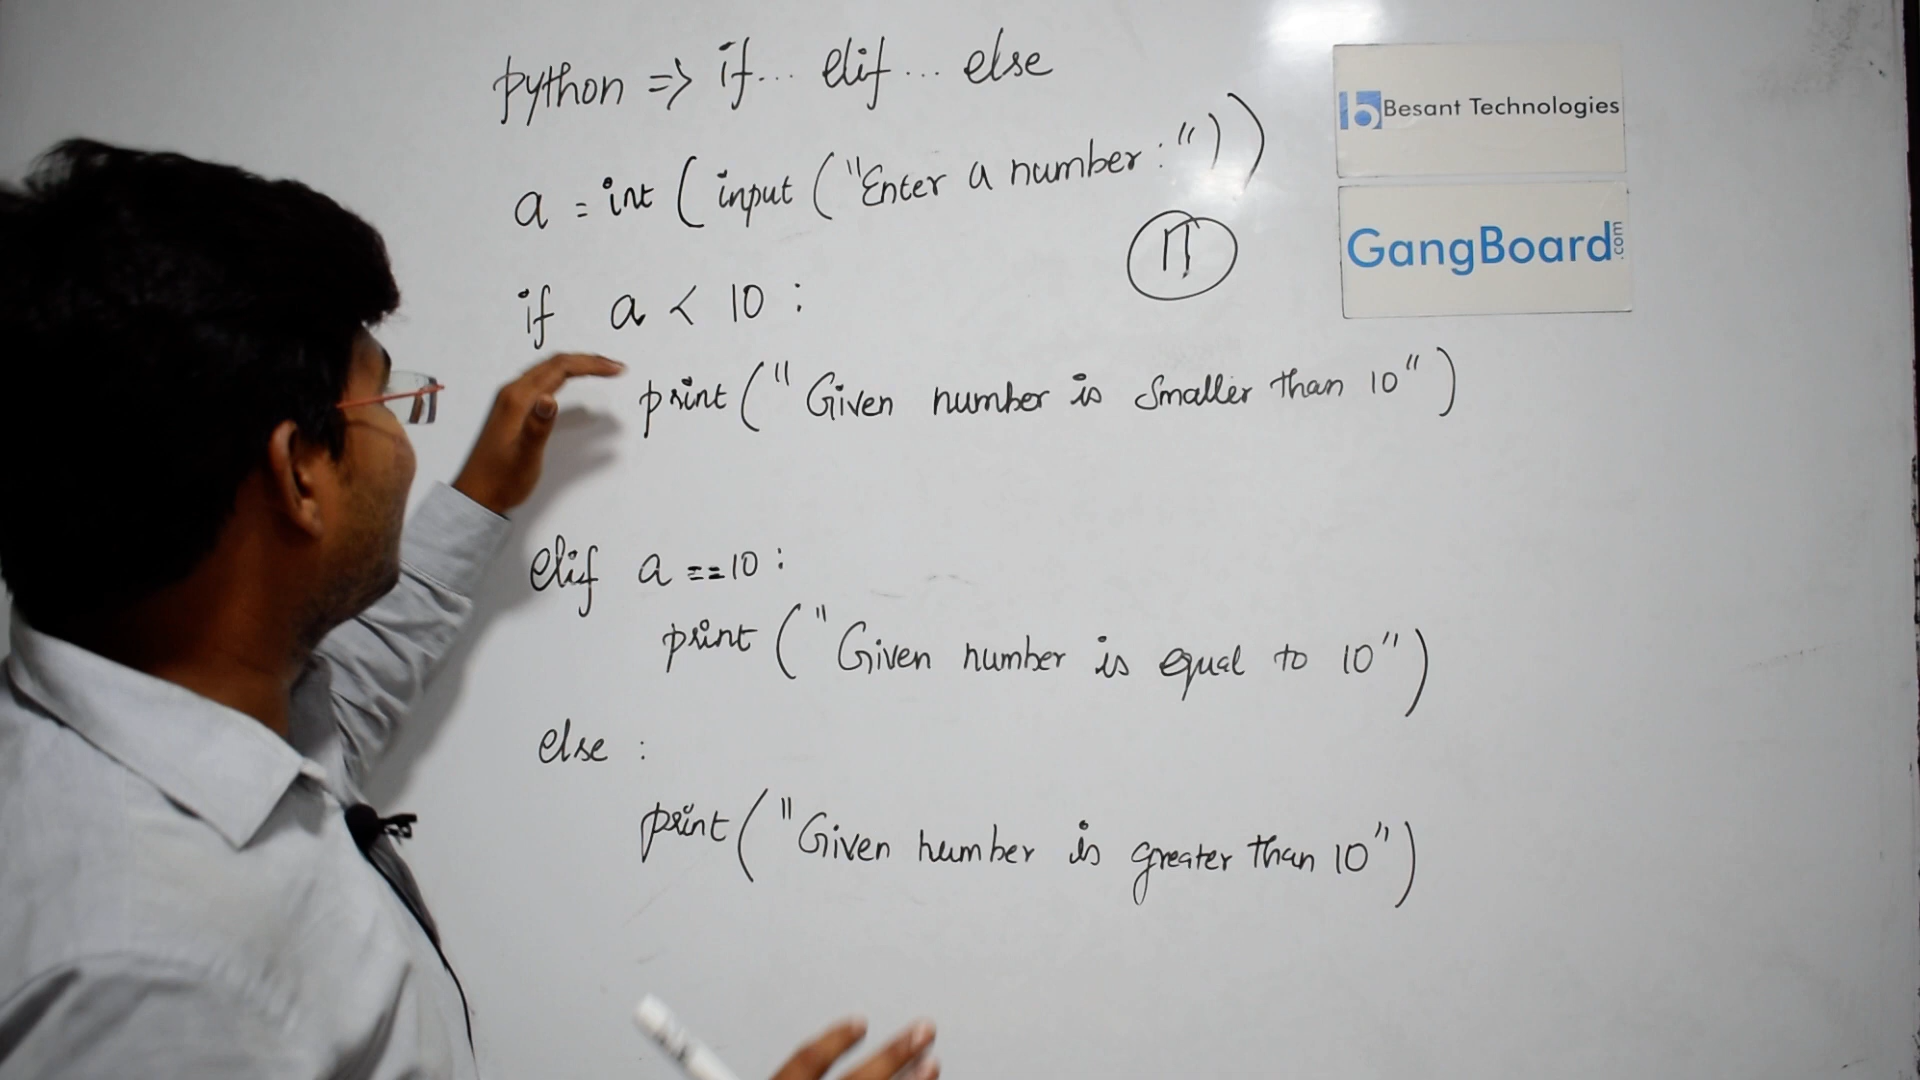 python => if... elif... else
a = int ( input ( "Enter a number : " ) )
if a < 10 :
print ( " Given number is smaller than 10" )
elif a == 10 :
print ( " Given number is equal to 10" )
else :
print ( " Given number is greater than 10" )
Besant Technologies
GangBoard.com